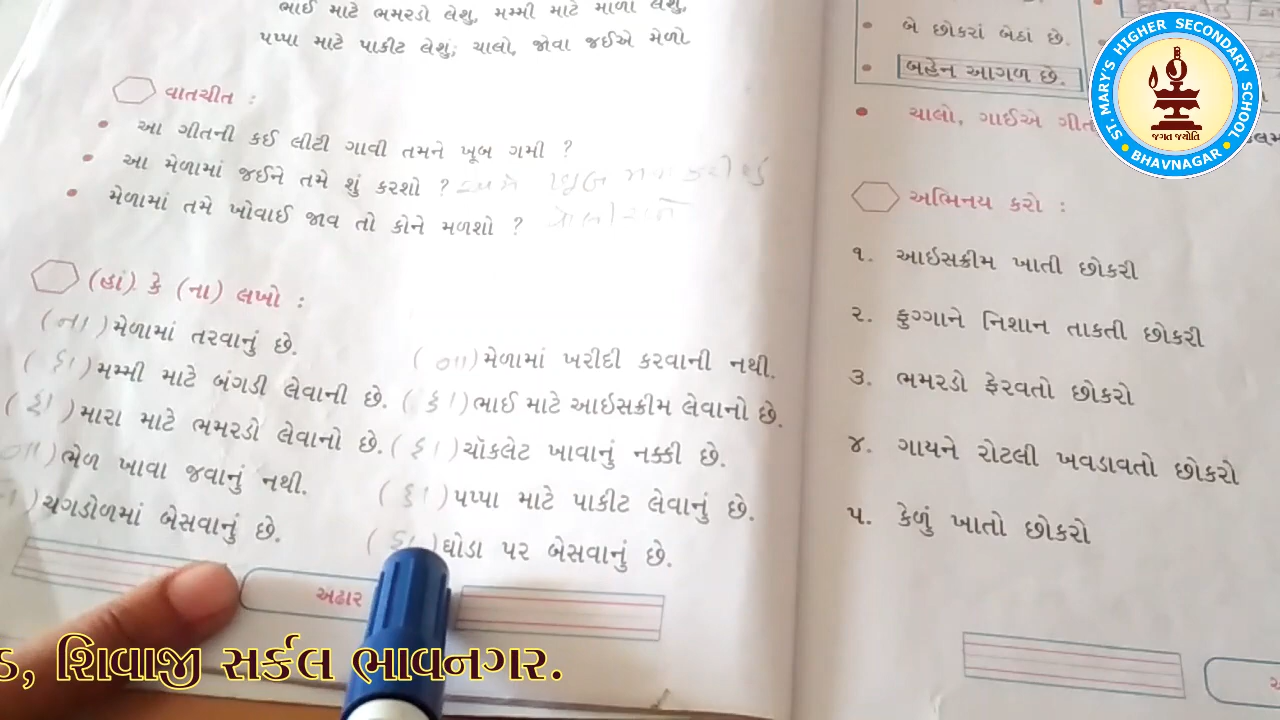 ભાઈ માટે ભમરડો લેશુ, મમ્મી માટે માળા લેશુ,
પપ્પા માટે પાકીટ લેશુ; ચાલો, જોવા જઈએ મેળો.
વાતચીત :
• આ ગીતની કઈ લીટી ગાવી તમને ખૂબ ગમી ?
• આ મેળામાં જઈને તમે શું કરશો ?
• મેળામાં તમે ખોવાઈ જાવ તો કોને મળશો ?
(હાં) કે (ના) લખો :
(ના) મેળામાં તરવાનું છે.
(ના) મેળામાં ખરીદી કરવાની નથી.
(હા) મમ્મી માટે બંગડી લેવાની છે.
(હા) ભાઈ માટે આઇસક્રીમ લેવાનો છે.
(હા) મારા માટે ભમરડો લેવાનો છે.
(હા) ચૉકલેટ ખાવાનું નક્કી છે.
(ના) ભેળ ખાવા જવાનું નથી.
(હા) પપ્પા માટે પાકીટ લેવાનું છે.
ચગડોળમાં બેસવાનું છે.
(હા) ઘોડા પર બેસવાનું છે.
અઢાર
• બે છોકરાં બેઠાં છે.
• બહેન આગળ છે.
• ચાલો, ગાઈએ ગીત
અભિનય કરો :
૧. આઇસક્રીમ ખાતી છોકરી
૨. ફુગ્ગાને નિશાન તાકતી છોકરી
૩. ભમરડો ફેરવતો છોકરો
૪. ગાયને રોટલી ખવડાવતો છોકરો
૫. કેળું ખાતો છોકરો
ST. MARY'S HIGHER SECONDARY SCHOOL
જગત જ્યોતિ
• BHAVNAGAR •
શિવાજી સર્કલ ભાવનગર.